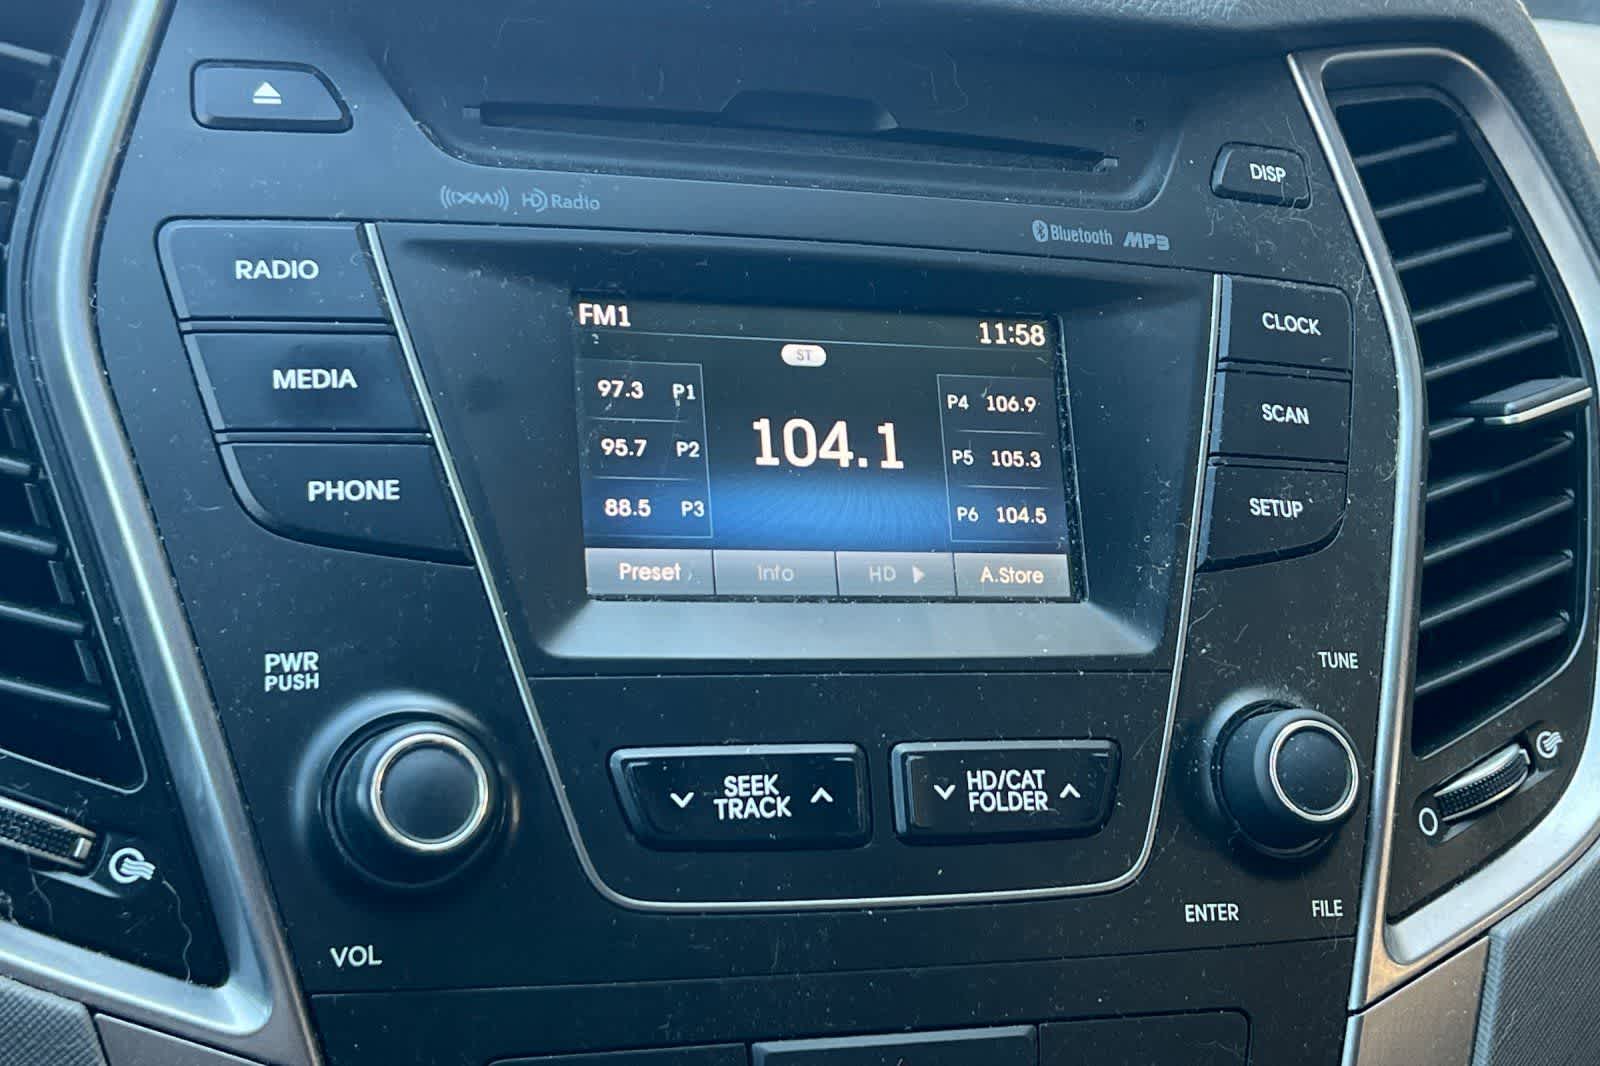 DISP
((XM)) HD Radio
Bluetooth MP3
RADIO
MEDIA
PHONE
FM1
11:58
ST
97.3 P1
95.7 P2
88.5 P3
104.1
P4 106.9
P5 105.3
P6 104.5
Preset
Info
HD
A.Store
CLOCK
SCAN
SETUP
PWR
PUSH
VOL
SEEK
TRACK
HD/CAT
FOLDER
TUNE
ENTER
FILE